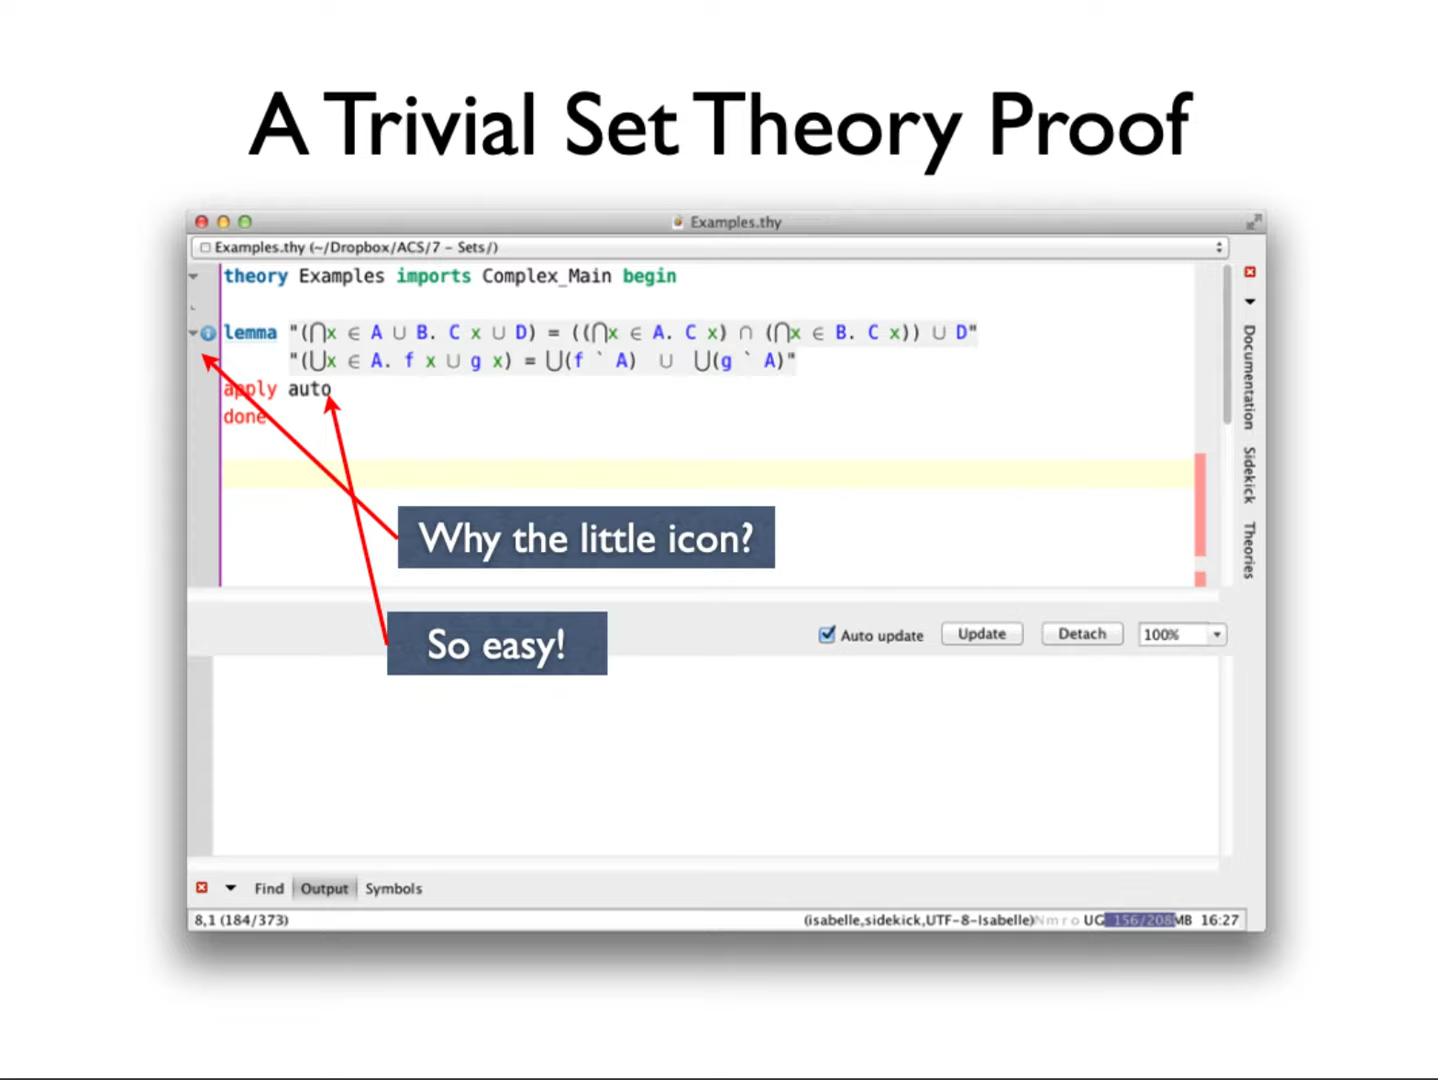 A Trivial Set Theory Proof
Examples.thy
Examples.thy (~/Dropbox/ACS/7 – Sets/)
theory Examples imports Complex_Main begin
lemma "(⋂x ∈ A ∪ B. C x ∪ D) = ((⋂x ∈ A. C x) ∩ (⋂x ∈ B. C x)) ∪ D"
"(⋃x ∈ A. f x ∪ g x) = ⋃(f ` A) ∪ ⋃(g ` A)"
apply auto
done
Why the little icon?
So easy!
Documentation
Sidekick
Theories
Auto update
Update
Detach
100%
Find
Output
Symbols
8,1 (184/373)
(isabelle,sidekick,UTF-8-Isabelle)N m r o UG 156/208MB 16:27